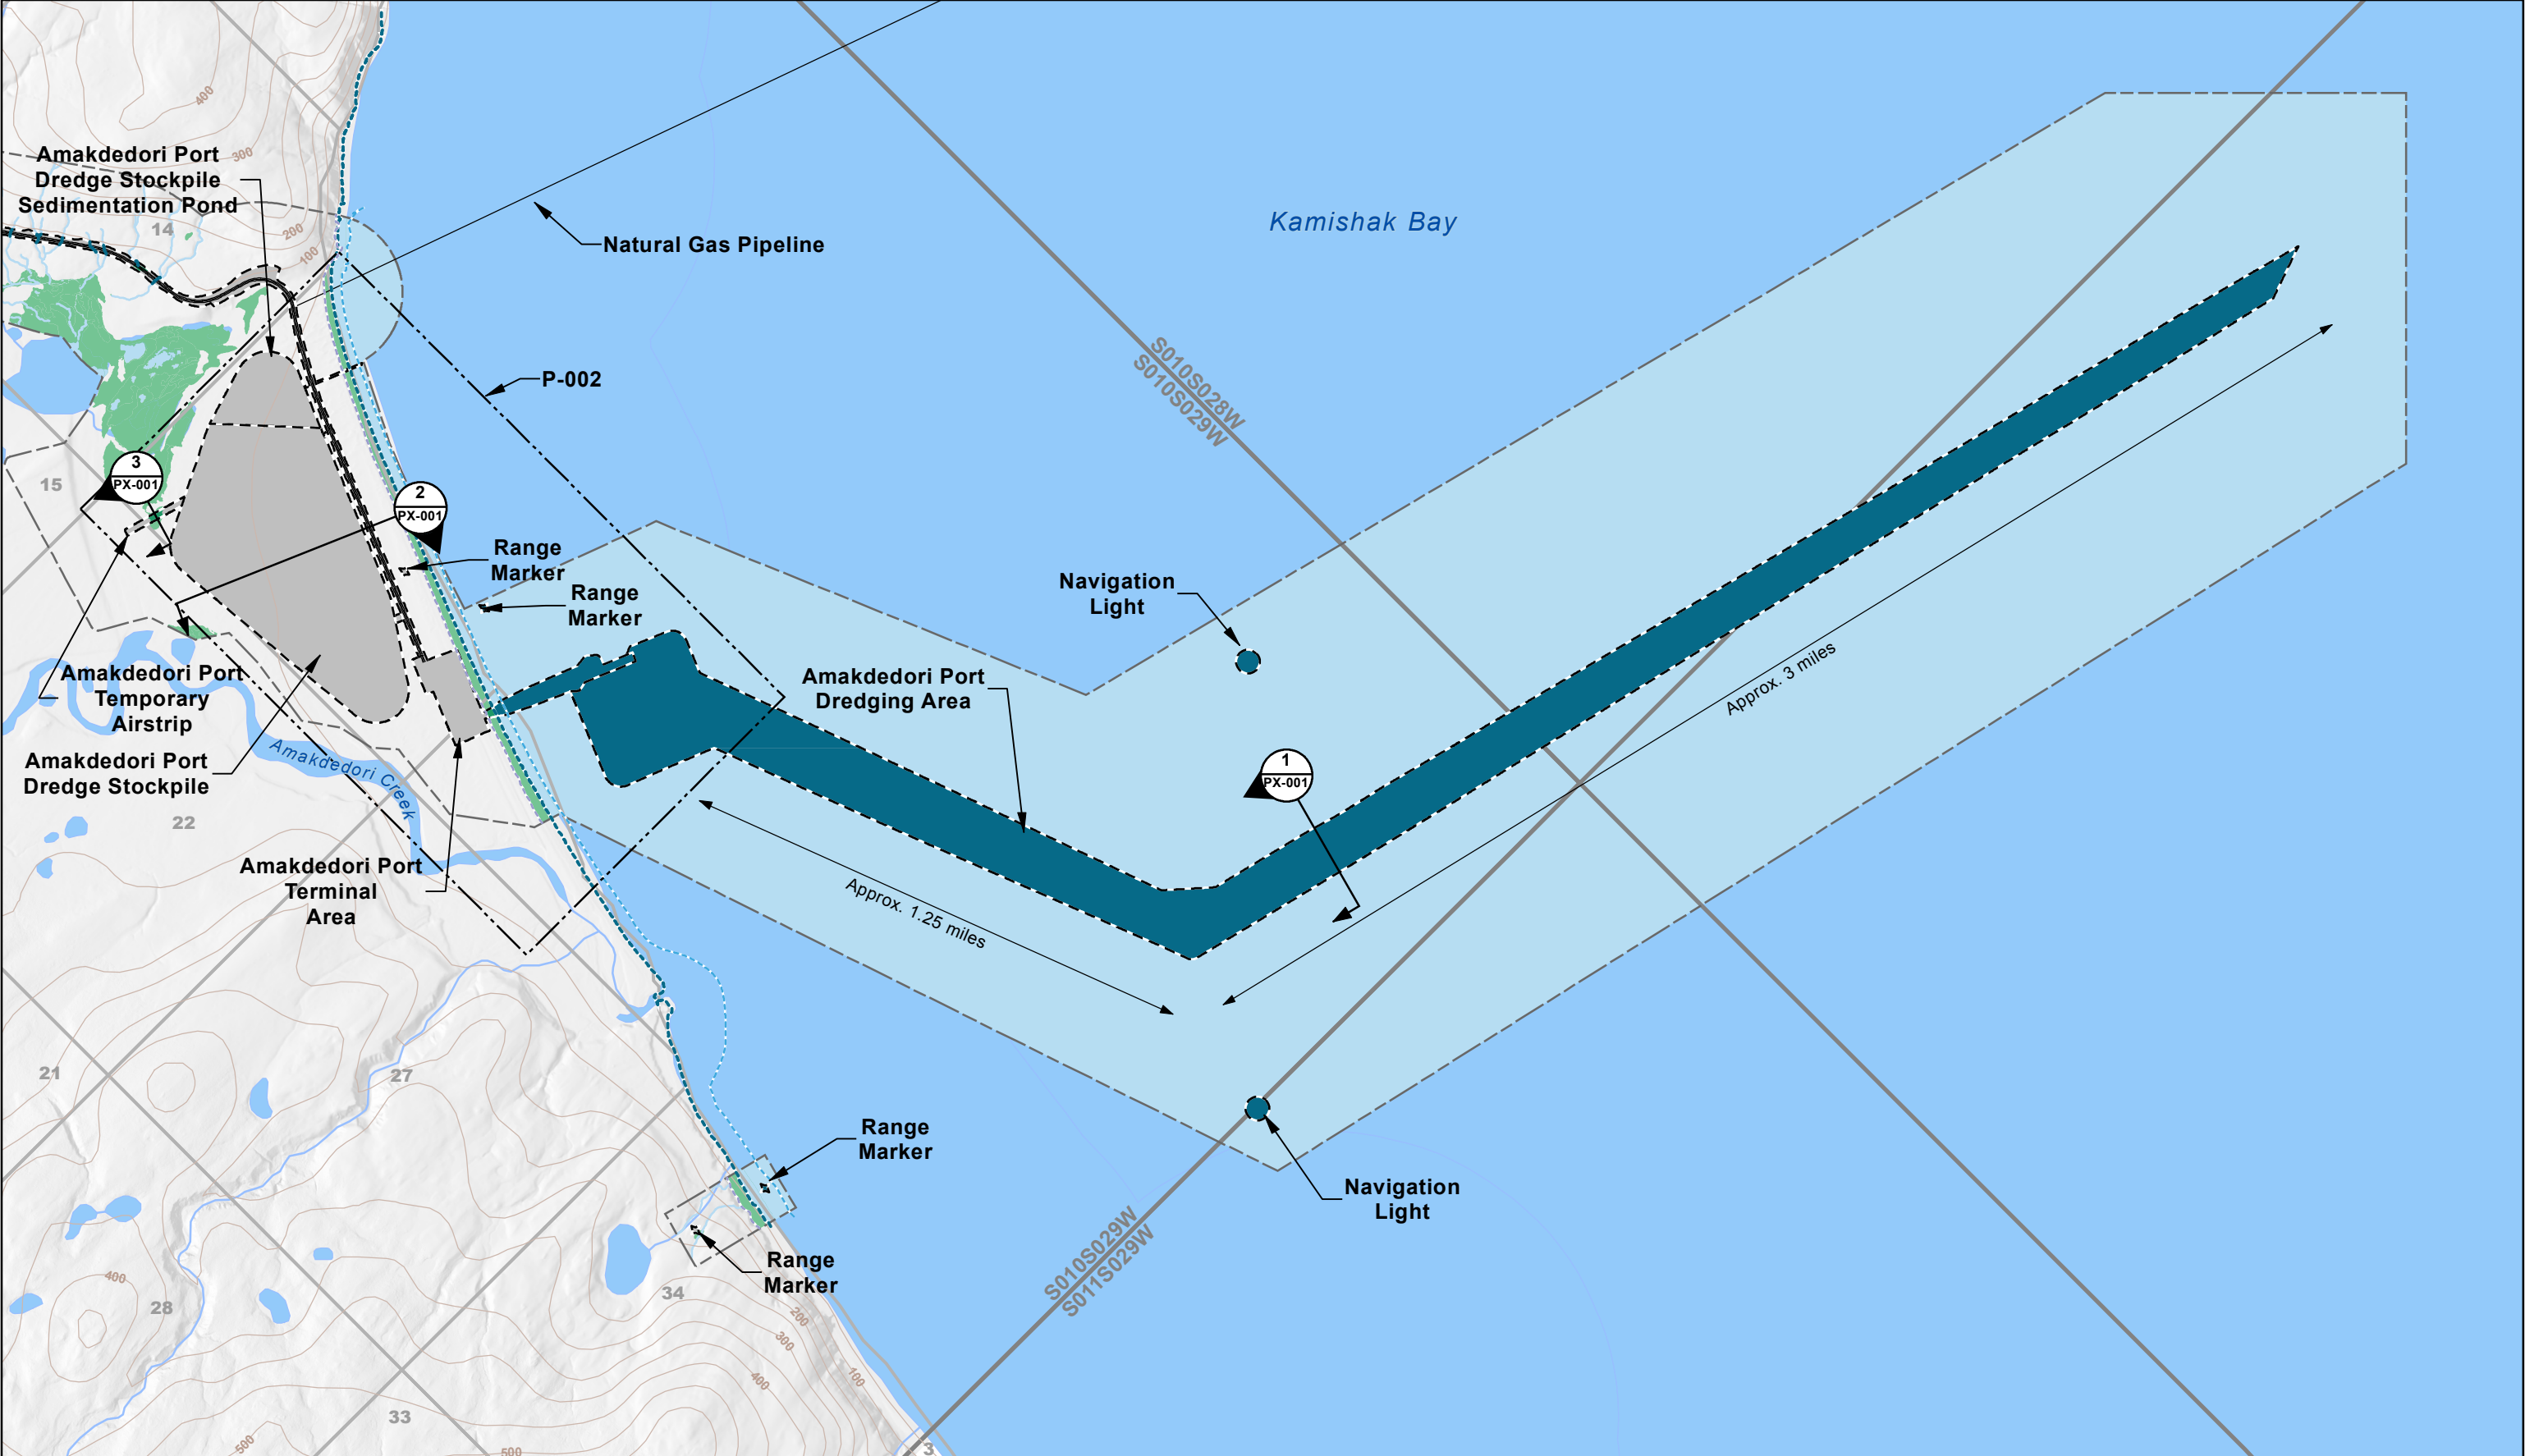 400
Amakdedori Port
Dredge Stockpile
Sedimentation Pond
300
14
200
100
Natural Gas Pipeline
Kamishak Bay
P-002
S010S028W
S010S029W
3
PX-001
15
2
PX-001
Range
Marker
Range
Marker
Navigation
Light
Amakdedori Port
Temporary
Airstrip
Amakdedori Port
Dredging Area
Approx. 3 miles
Amakdedori Port
Dredge Stockpile
Amakdedori Creek
1
PX-001
22
Amakdedori Port
Terminal
Area
Approx. 1.25 miles
21
27
Range
Marker
Navigation
Light
S010S029W
S011S029W
Range
Marker
34
400
28
200
300
100
400
33
500
500
3